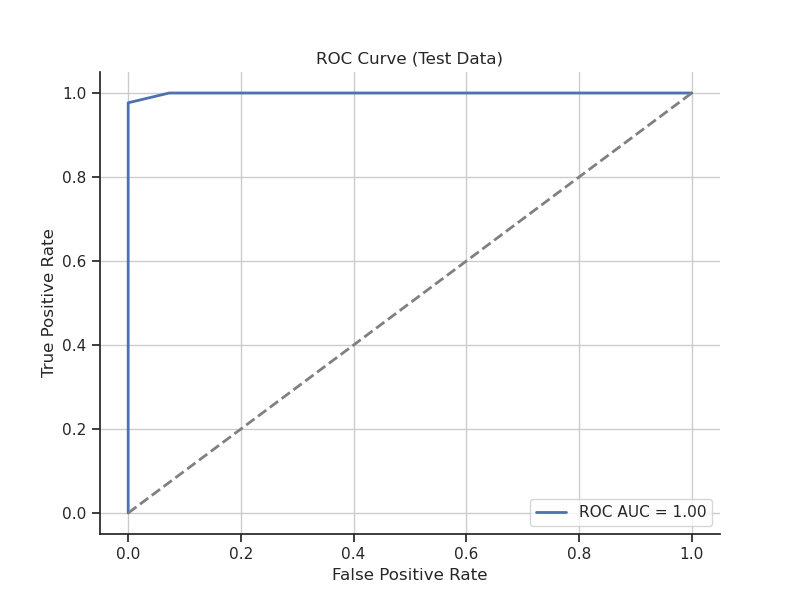 ROC Curve (Test Data)
1.0
0.8
0.6
0.4
0.2
0.0
True Positive Rate
ROC AUC = 1.00
0.0 0.2 0.4 0.6 0.8 1.0
False Positive Rate